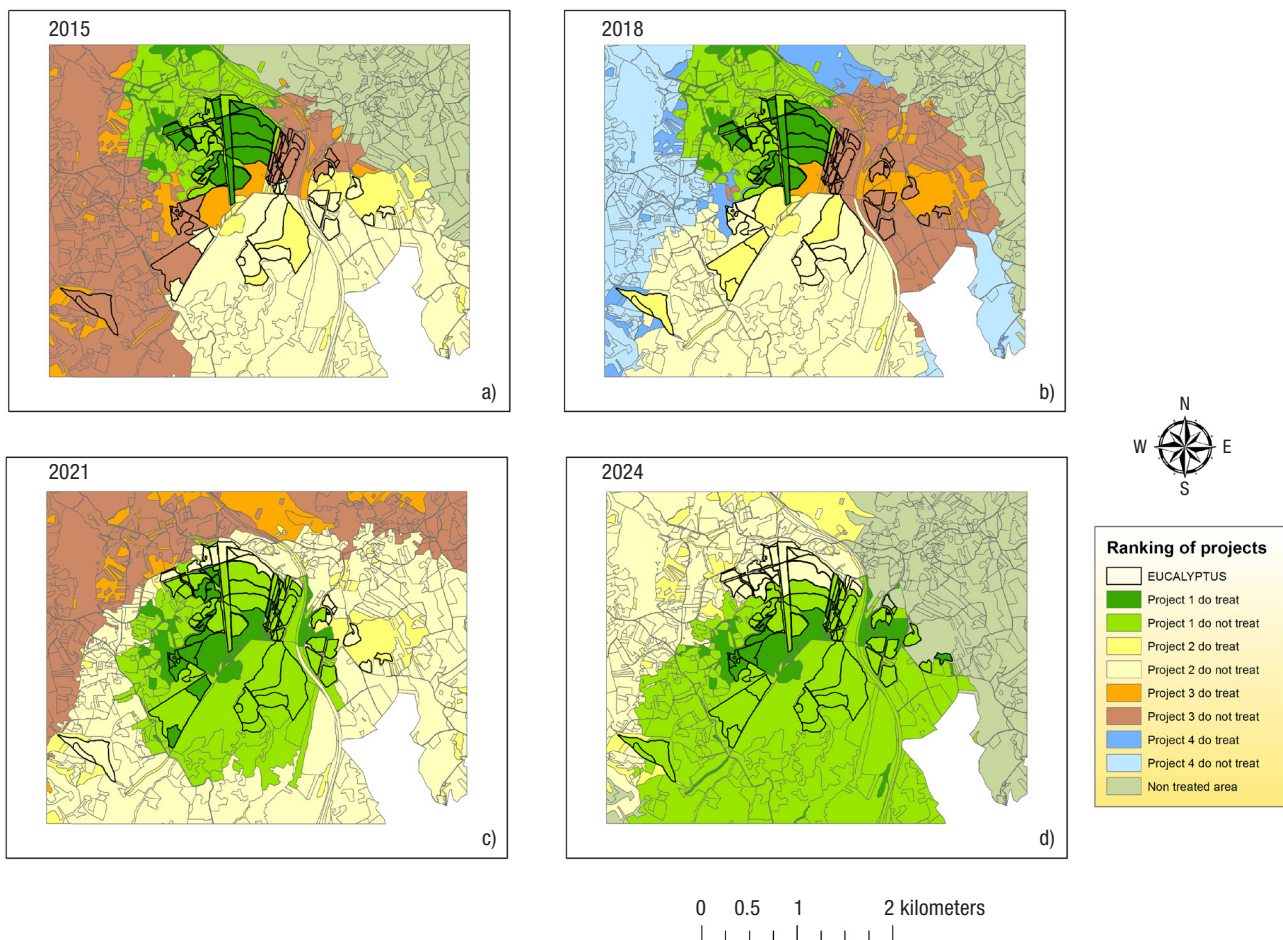 2015
a)
2018
b)
2021
c)
2024
d)
N
W E
S
Ranking of projects
EUCALYPTUS
Project 1 do treat
Project 1 do not treat
Project 2 do treat
Project 2 do not treat
Project 3 do treat
Project 3 do not treat
Project 4 do treat
Project 4 do not treat
Non treated area
0 0.5 1 2 kilometers